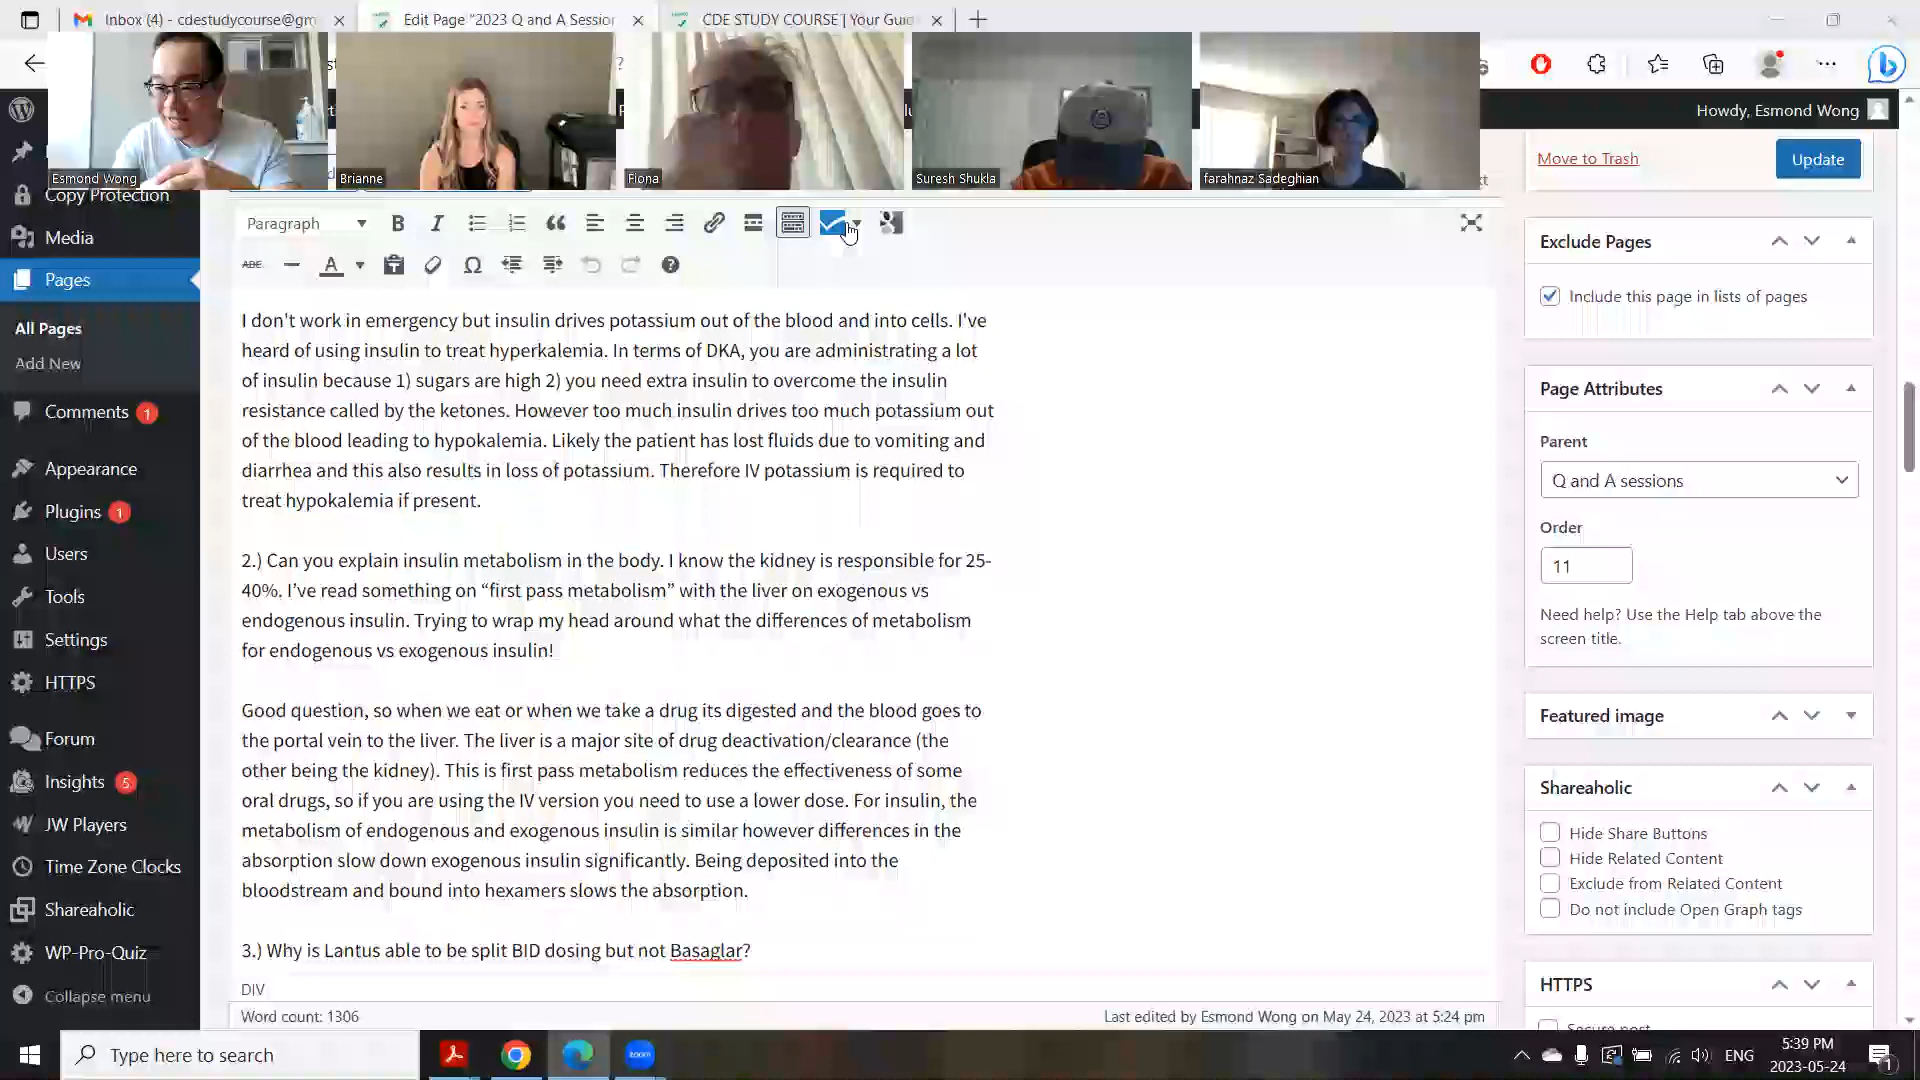 Inbox (4) - cdestudycourse@gm
Edit Page "2023 Q and A Session
CDE STUDY COURSE | Your Guid
Howdy, Esmond Wong
Esmond Wong
Brianne
Fiona
Suresh Shukla
farahnaz Sadeghian
Copy Protection
Media
Pages
All Pages
Add New
Comments 1
Appearance
Plugins 1
Users
Tools
Settings
HTTPS
Forum
Insights 5
JW Players
Time Zone Clocks
Shareaholic
WP-Pro-Quiz
Collapse menu
Paragraph
B I
ABC A Ω
I don't work in emergency but insulin drives potassium out of the blood and into cells. I've
heard of using insulin to treat hyperkalemia. In terms of DKA, you are administrating a lot
of insulin because 1) sugars are high 2) you need extra insulin to overcome the insulin
resistance called by the ketones. However too much insulin drives too much potassium out
of the blood leading to hypokalemia. Likely the patient has lost fluids due to vomiting and
diarrhea and this also results in loss of potassium. Therefore IV potassium is required to
treat hypokalemia if present.
2.) Can you explain insulin metabolism in the body. I know the kidney is responsible for 25-
40%. I've read something on “first pass metabolism” with the liver on exogenous vs
endogenous insulin. Trying to wrap my head around what the differences of metabolism
for endogenous vs exogenous insulin!
Good question, so when we eat or when we take a drug its digested and the blood goes to
the portal vein to the liver. The liver is a major site of drug deactivation/clearance (the
other being the kidney). This is first pass metabolism reduces the effectiveness of some
oral drugs, so if you are using the IV version you need to use a lower dose. For insulin, the
metabolism of endogenous and exogenous insulin is similar however differences in the
absorption slow down exogenous insulin significantly. Being deposited into the
bloodstream and bound into hexamers slows the absorption.
3.) Why is Lantus able to be split BID dosing but not Basaglar?
DIV
Word count: 1306
Last edited by Esmond Wong on May 24, 2023 at 5:24 pm
Move to Trash
Update
Exclude Pages
Include this page in lists of pages
Page Attributes
Parent
Q and A sessions
Order
11
Need help? Use the Help tab above the
screen title.
Featured image
Shareaholic
Hide Share Buttons
Hide Related Content
Exclude from Related Content
Do not include Open Graph tags
HTTPS
Secure post
Type here to search
zoom
ENG
5:39 PM
2023-05-24
1